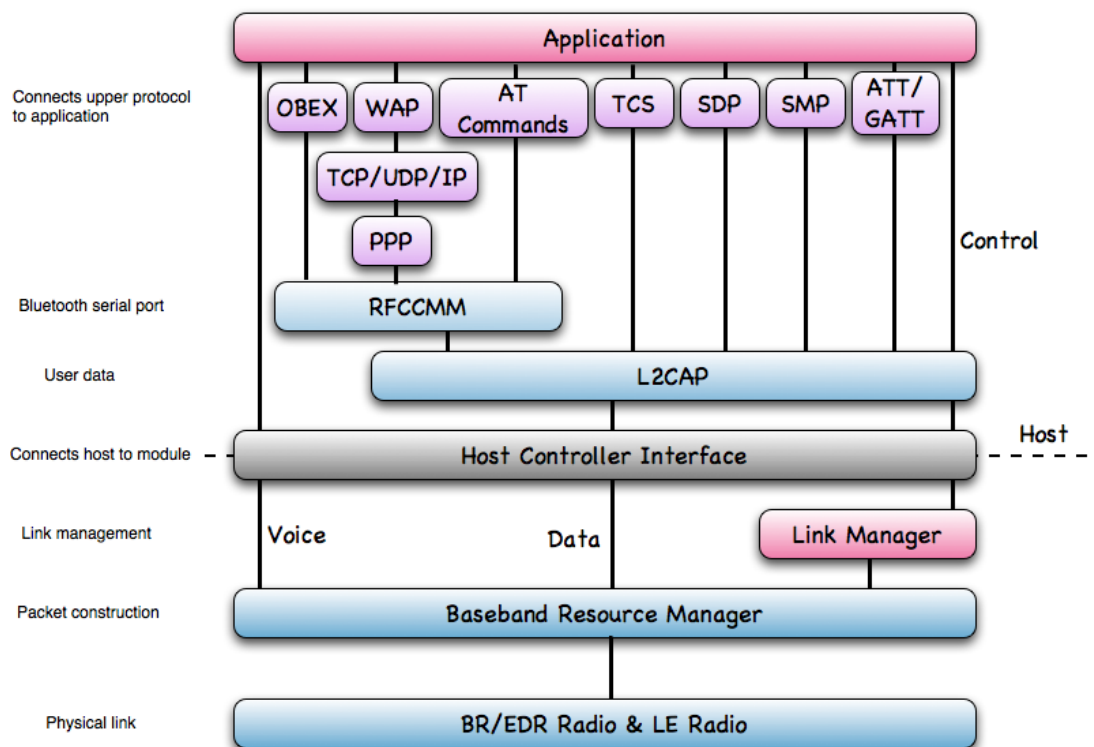 Application
Connects upper protocol
to application
OBEX
WAP
AT
Commands
TCS
SDP
SMP
ATT/
GATT
TCP/UDP/IP
PPP
Control
Bluetooth serial port
RFCCMM
User data
L2CAP
Connects host to module
Host Controller Interface
Host
Link management
Voice
Data
Link Manager
Packet construction
Baseband Resource Manager
Physical link
BR/EDR Radio & LE Radio